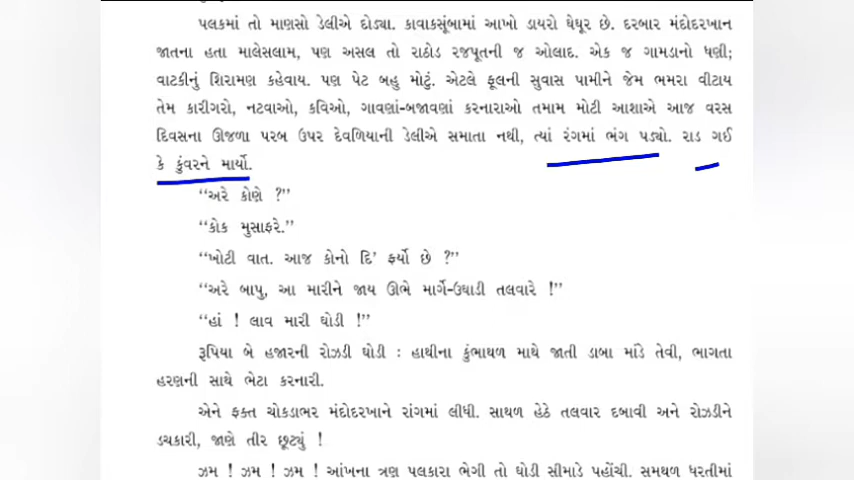 પલકમાં તો માણસો ડેલીએ દોડ્યા. કાવાકસૂંબામાં આખો ડાયરો ઘેઘૂર છે. દરબાર મંદોદરખાન
જાતના હતા માલેસલામ, પણ અસલ તો રાઠોડ રજપૂતની જ ઓલાદ. એક જ ગામડાનો ધણી;
વાટકીનું શિરામણ કહેવાય. પણ પેટ બહુ મોટું. એટલે ફૂલની સુવાસ પામીને જેમ ભમરા વીટાય
તેમ કારીગરો, નટવાઓ, કવિઓ, ગાવણાં-બજાવણાં કરનારાઓ તમામ મોટી આશાએ આજ વરસ
દિવસના ઊજળા પરબ ઉપર દેવળિયાની ડેલીએ સમાતા નથી, ત્યાં રંગમાં ભંગ પડ્યો. રાડ ગઈ
કે કુંવરને માર્યો.
“અરે કોણે ?”
“કોક મુસાફરે.”
“ખોટી વાત. આજ કોનો દિ' ફર્યો છે ?”
“અરે બાપુ, આ મારીને જાય ઊભે માર્ગે-ઉઘાડી તલવારે !”
“હાં ! લાવ મારી ઘોડી !”
રૂપિયા બે હજારની રોઝડી ઘોડી : હાથીના કુંભાથળ માથે જાતી ડાબા માંડે તેવી, ભાગતા
હરણની સાથે ભેટા કરનારી.
એને ફક્ત ચોકડાભર મંદોદરખાને રાંગમાં લીધી. સાથળ હેઠે તલવાર દબાવી અને રોઝડીને
ડચકારી, જાણે તીર છૂટ્યું !
ઝમ ! ઝમ ! ઝમ ! આંખના ત્રણ પલકારા ભેગી તો ઘોડી સીમાડે પહોંચી. સમથળ ધરતીમાં